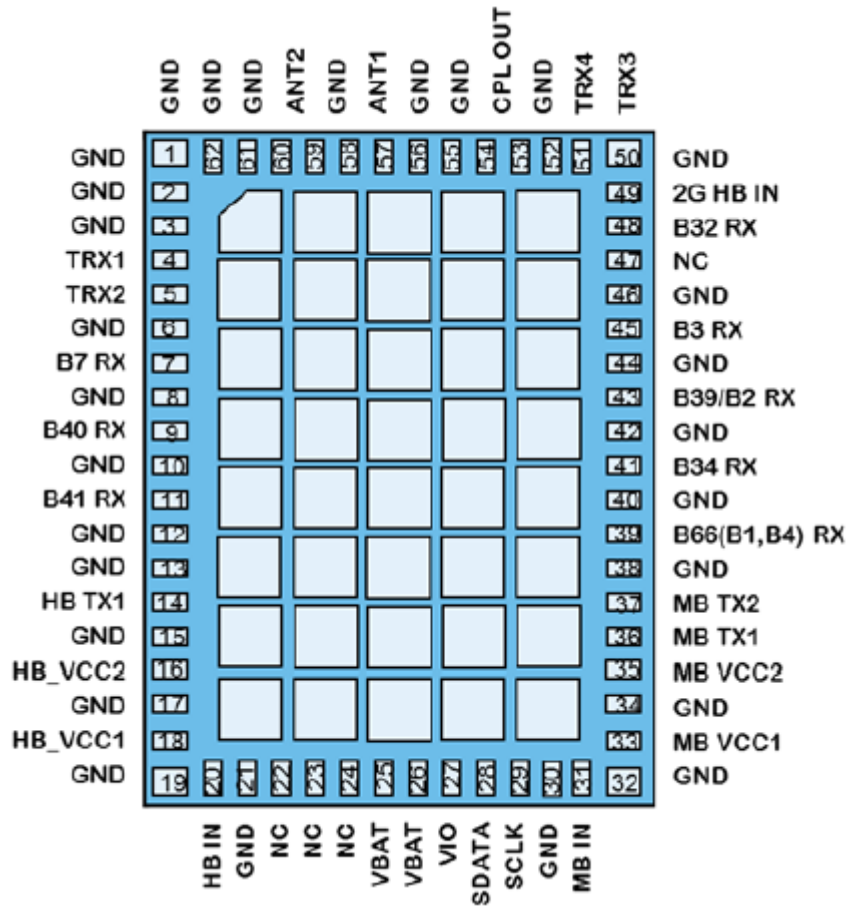 GND GND GND ANT2 GND ANT1 GND GND CPLOUT GND TRX4 TRX3
62 61 60 59 58 57 56 55 54 53 52 51
GND 1 50 GND
GND 2 49 2G HB IN
GND 3 48 B32 RX
TRX1 4 47 NC
TRX2 5 46 GND
GND 6 45 B3 RX
B7 RX 7 44 GND
GND 8 43 B39/B2 RX
B40 RX 9 42 GND
GND 10 41 B34 RX
B41 RX 11 40 GND
GND 12 39 B66(B1,B4) RX
GND 13 38 GND
HB TX1 14 37 MB TX2
GND 15 36 MB TX1
HB_VCC2 16 35 MB VCC2
GND 17 34 GND
HB_VCC1 18 33 MB VCC1
GND 19 32 GND
20 21 22 23 24 25 26 27 28 29 30 31
HB IN GND NC NC NC VBAT VBAT VIO SDATA SCLK GND MB IN